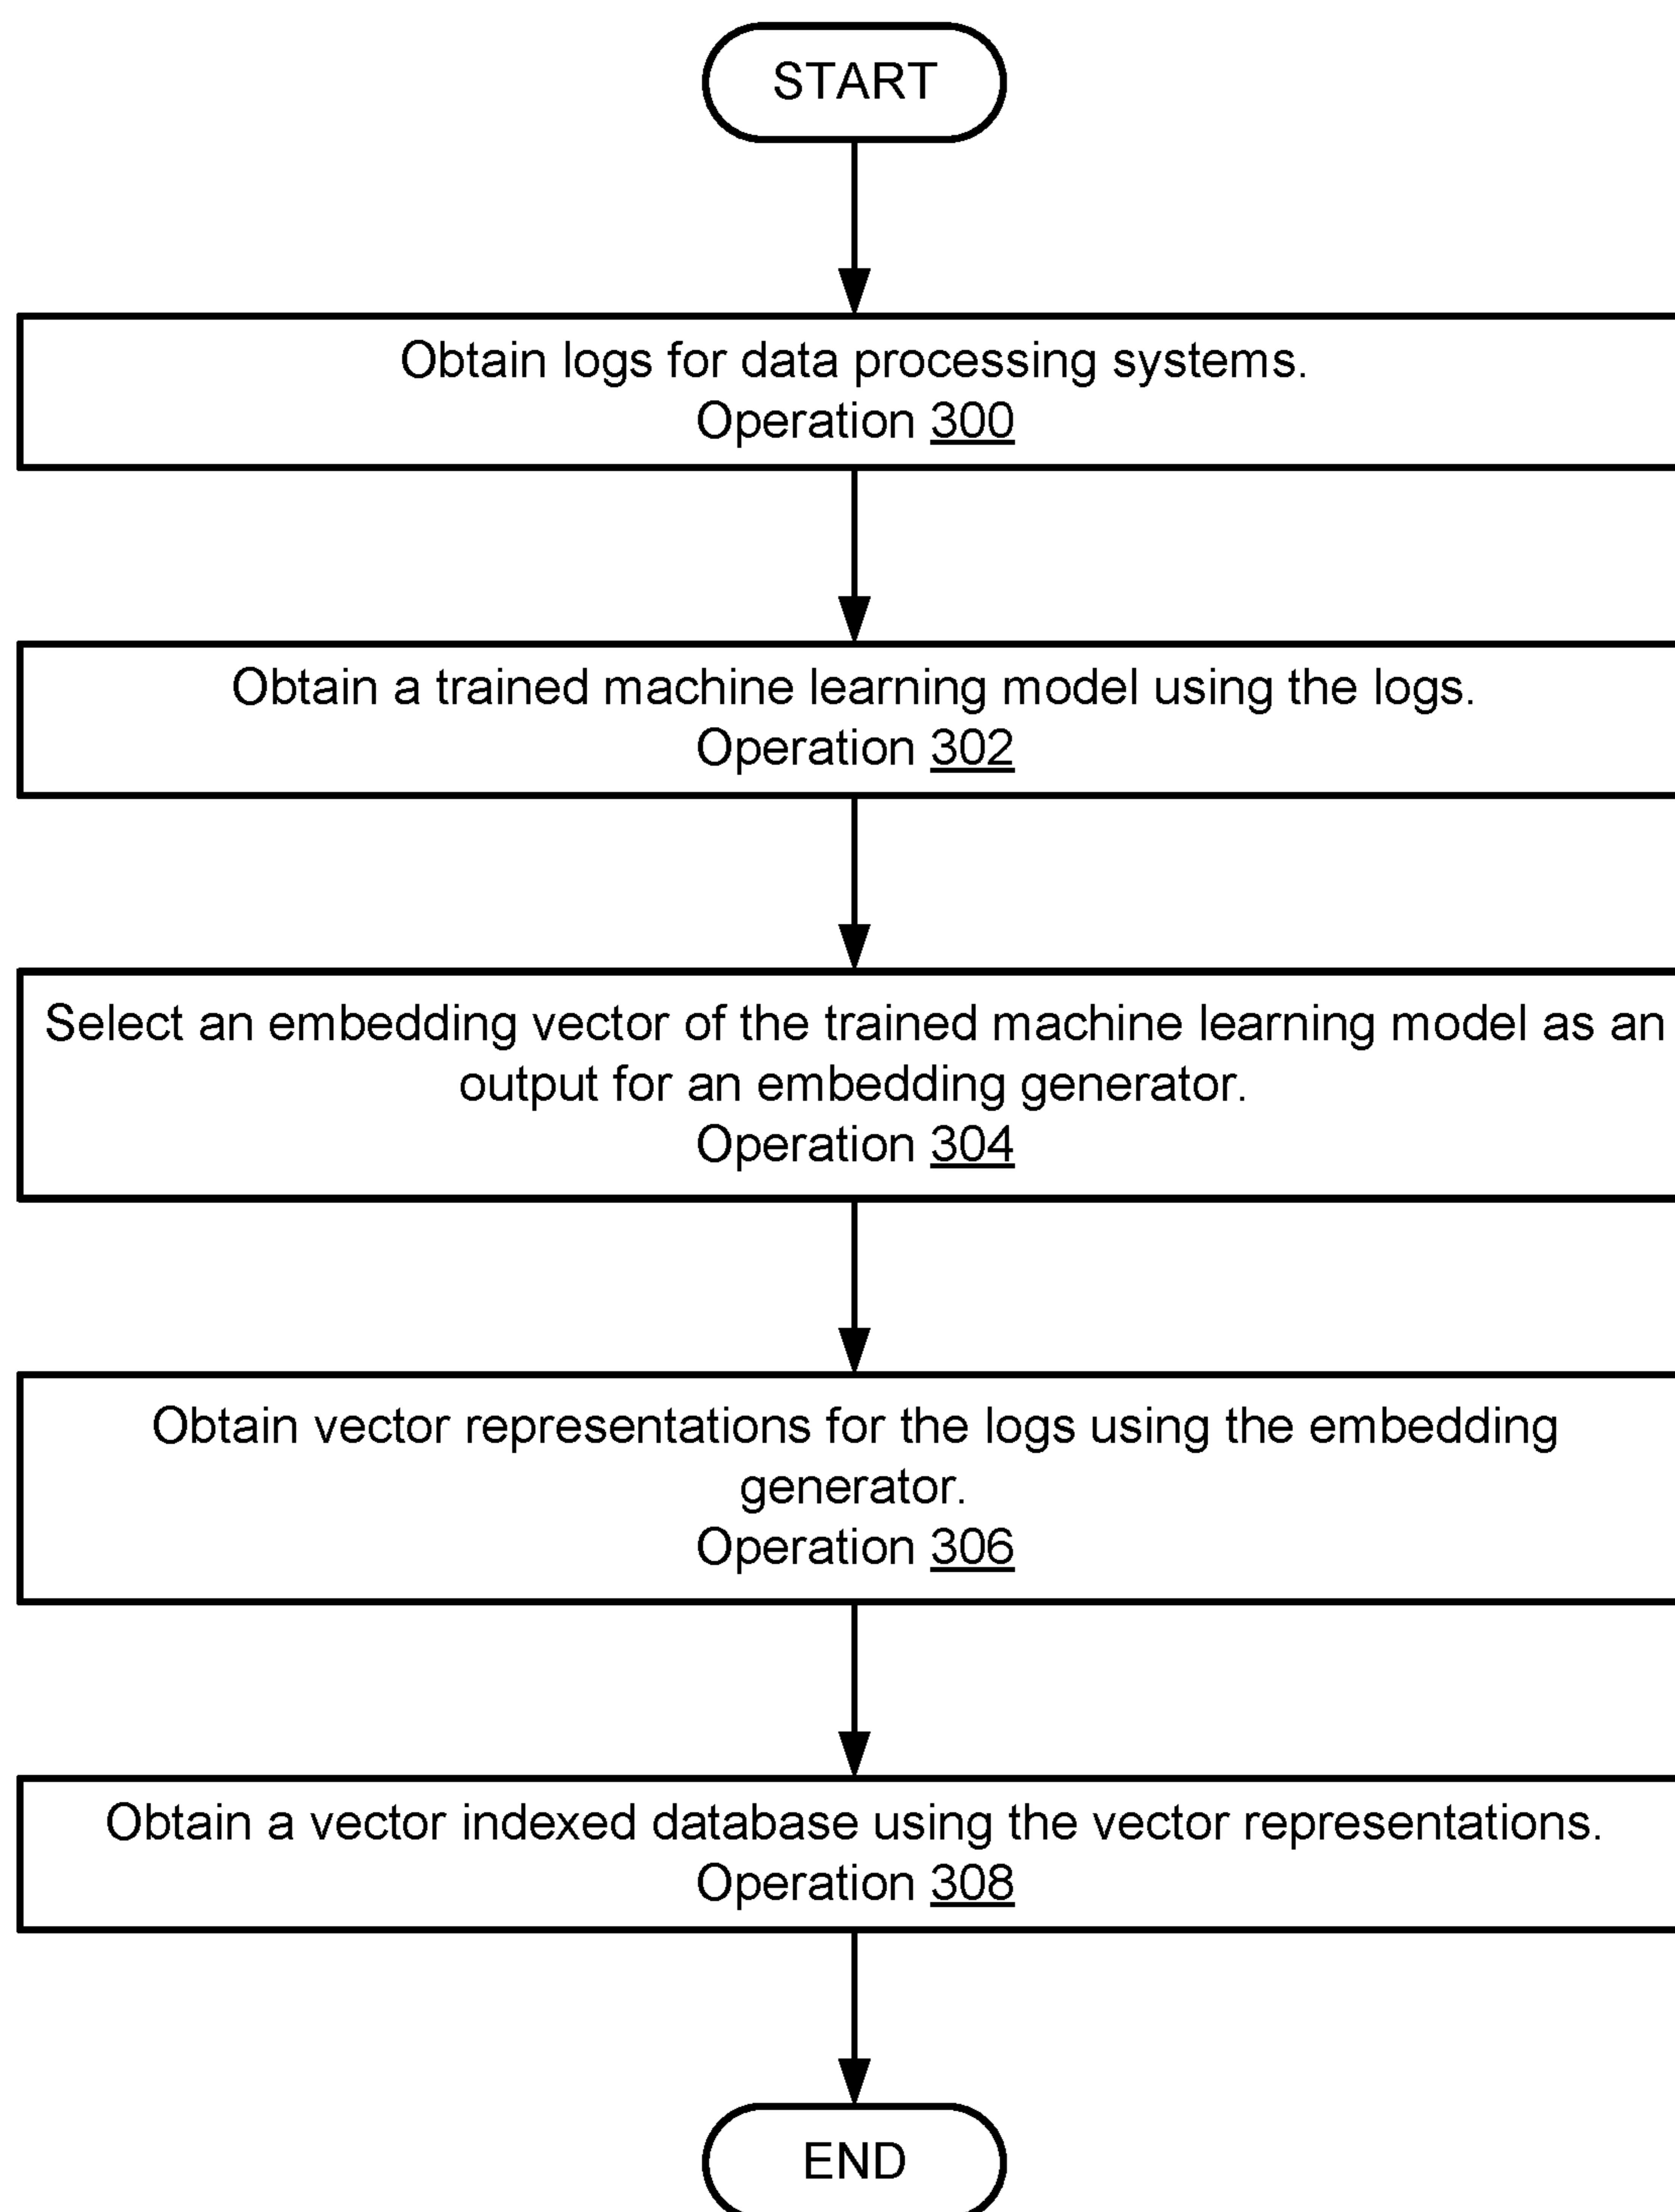 START
Obtain logs for data processing systems.
Operation 300
Obtain a trained machine learning model using the logs.
Operation 302
Select an embedding vector of the trained machine learning model as an
output for an embedding generator.
Operation 304
Obtain vector representations for the logs using the embedding
generator.
Operation 306
Obtain a vector indexed database using the vector representations.
Operation 308
END